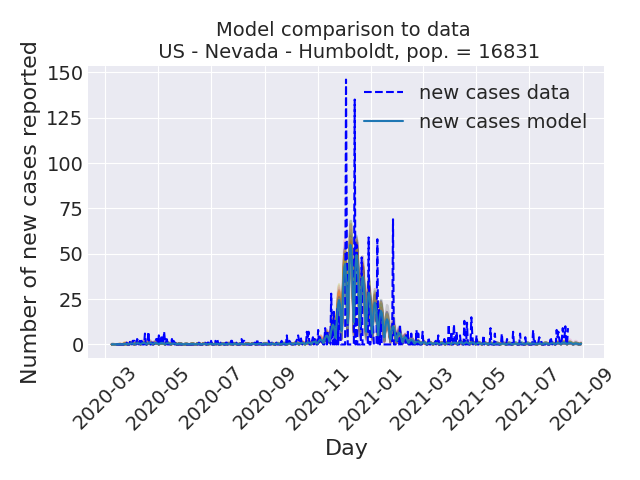 Model comparison to data
US - Nevada - Humboldt, pop. = 16831
Number of new cases reported
150
125
100
75
50
25
0
new cases data
new cases model
2020-03
2020-05
2020-07
2020-09
2020-11
2021-01
2021-03
2021-05
2021-07
2021-09
Day